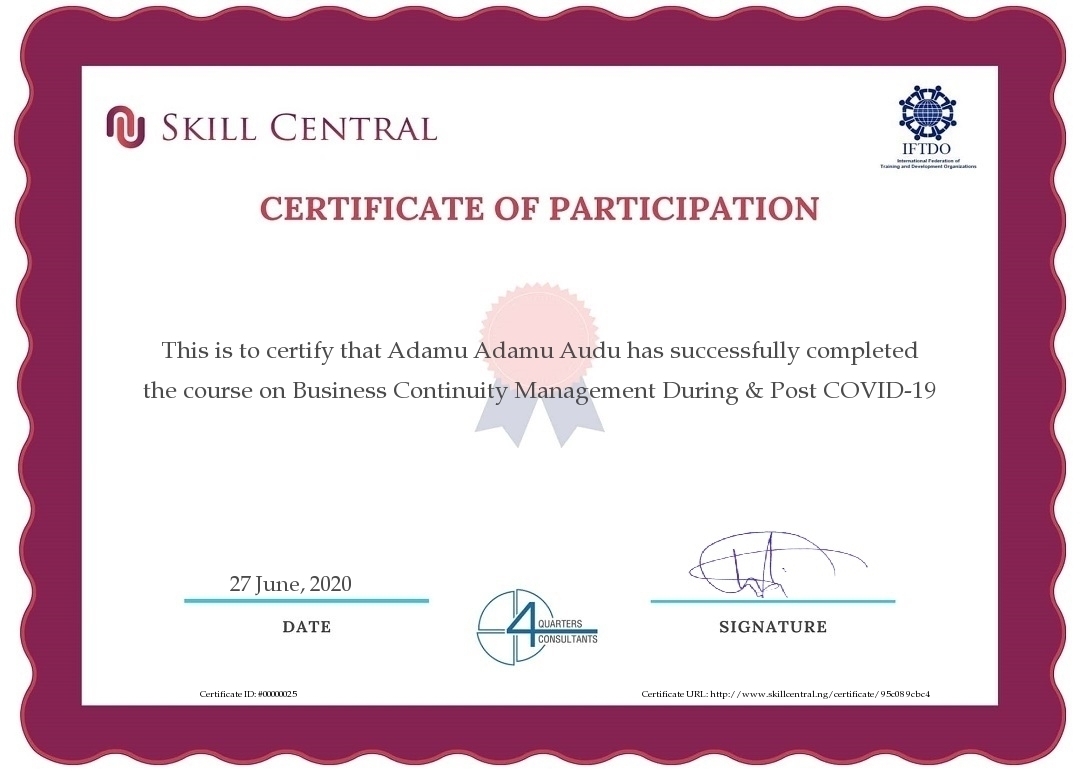 SKILL CENTRAL
IFTDO
International Federation of
Training and Development Organizations
CERTIFICATE OF PARTICIPATION
This is to certify that Adamu Adamu Audu has successfully completed
the course on Business Continuity Management During & Post COVID-19
27 June, 2020
DATE
4 QUARTERS
CONSULTANTS
SIGNATURE
Certificate ID: #0000025
Certificate URL: http://www.skillcentral.ng/certificate/95c089cbc4